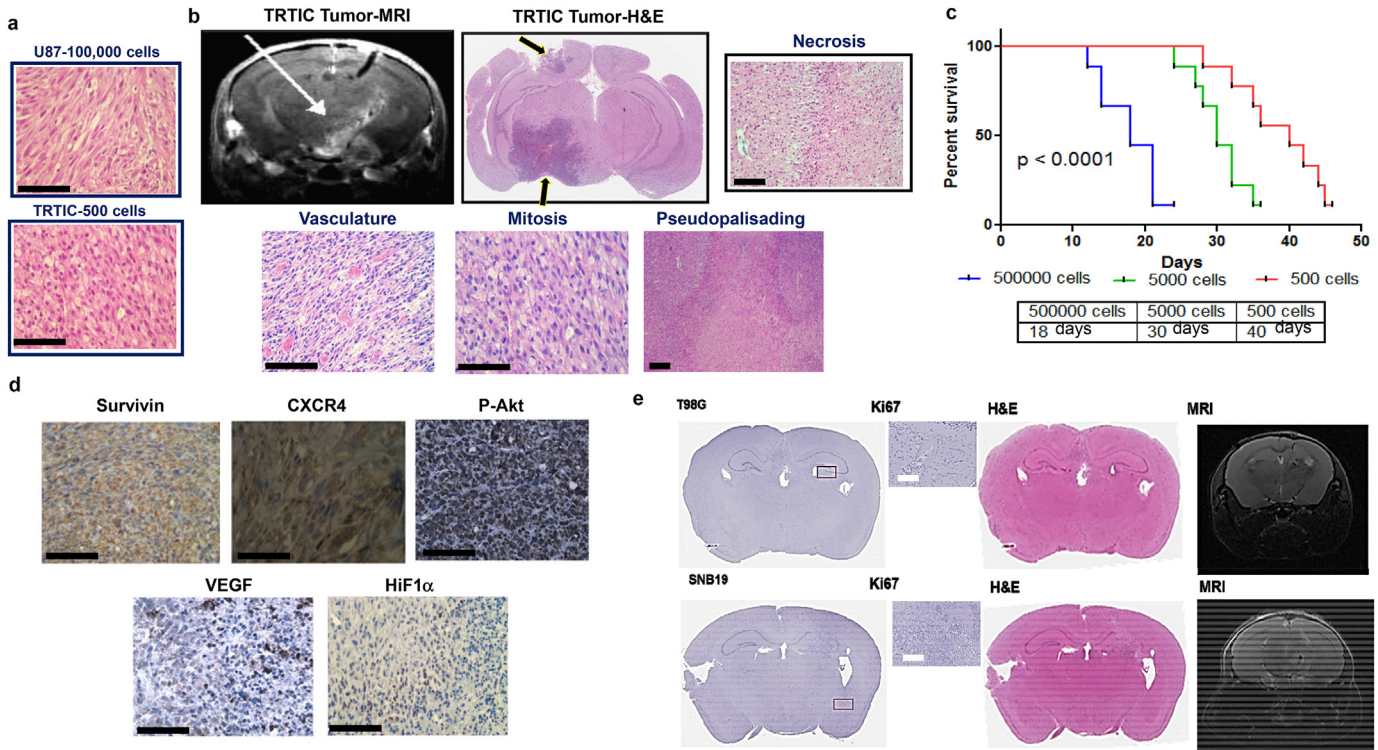 a
U87-100,000 cells
TRTIC-500 cells
b
TRTIC Tumor-MRI
TRTIC Tumor-H&E
Necrosis
Vasculature
Mitosis
Pseudopalisading
c
Percent survival
100
50
0
p < 0.0001
0 10 20 30 40 50
Days
500000 cells 5000 cells 500 cells
500000 cells 5000 cells 500 cells
18 days 30 days 40 days
d
Survivin
CXCR4
P-Akt
VEGF
HiF1α
e
T98G Ki67 H&E MRI
SNB19 Ki67 H&E MRI